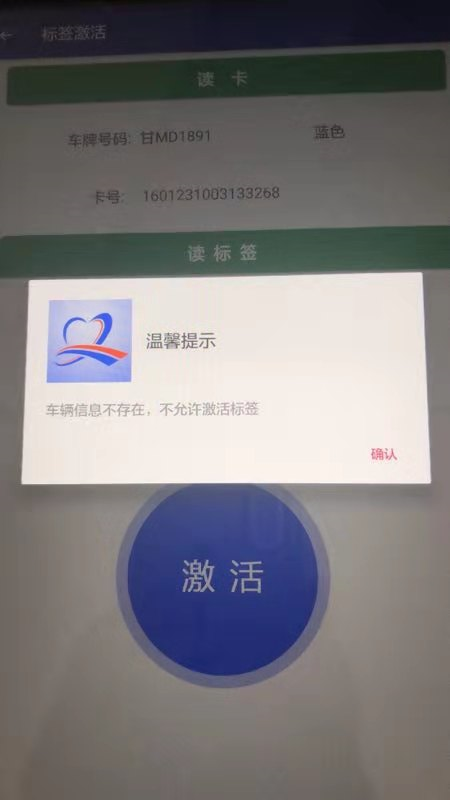 标签激活
读 卡
车牌号码: 甘MD1891 蓝色
卡号: 1601231003133268
读标签
温馨提示
车辆信息不存在，不允许激活标签
确认
激活